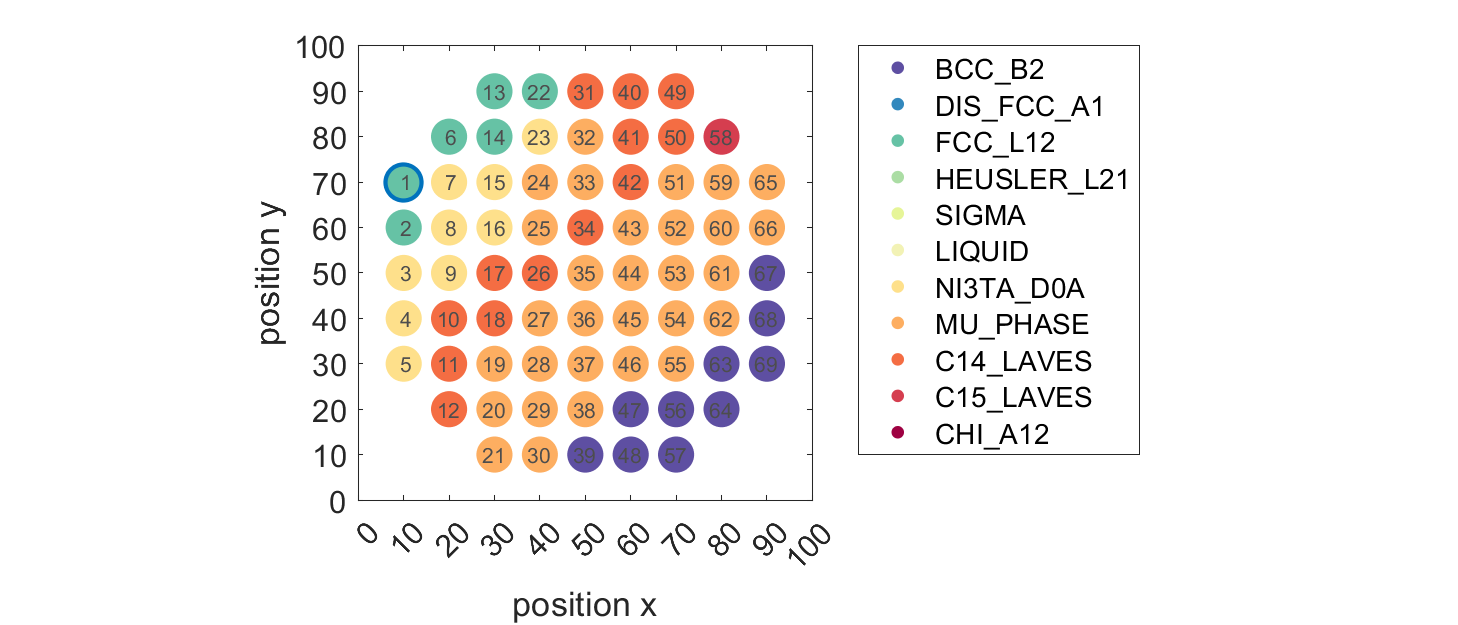 100
90
80
70
60
50
40
30
20
10
0
position y
13 22 31 40 49
6 14 23 32 41 50 58
1 7 15 24 33 42 51 59 65
2 8 16 25 34 43 52 60 66
3 9 17 26 35 44 53 61 67
4 10 18 27 36 45 54 62 68
5 11 19 28 37 46 55 63 69
12 20 29 38 47 56 64
21 30 39 48 57
0 10 20 30 40 50 60 70 80 90 100
position x
BCC_B2
DIS_FCC_A1
FCC_L12
HEUSLER_L21
SIGMA
LIQUID
NI3TA_D0A
MU_PHASE
C14_LAVES
C15_LAVES
CHI_A12